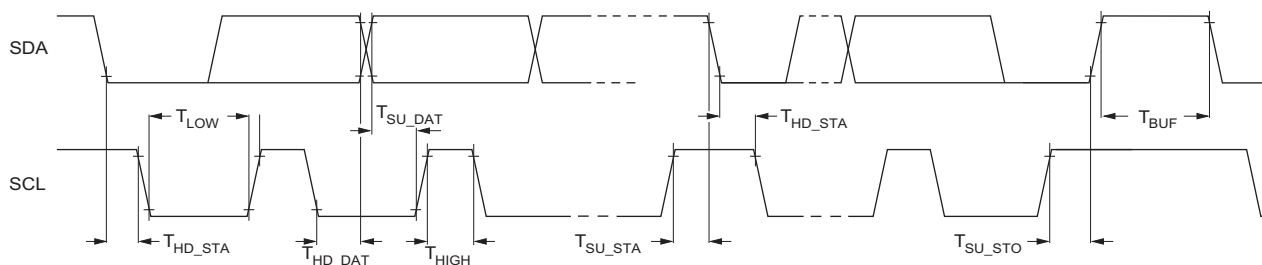 SDA
T_LOW
T_SU_DAT
T_HD_STA
T_BUF
SCL
T_HD_STA
T_HD_DAT
T_HIGH
T_SU_STA
T_SU_STO